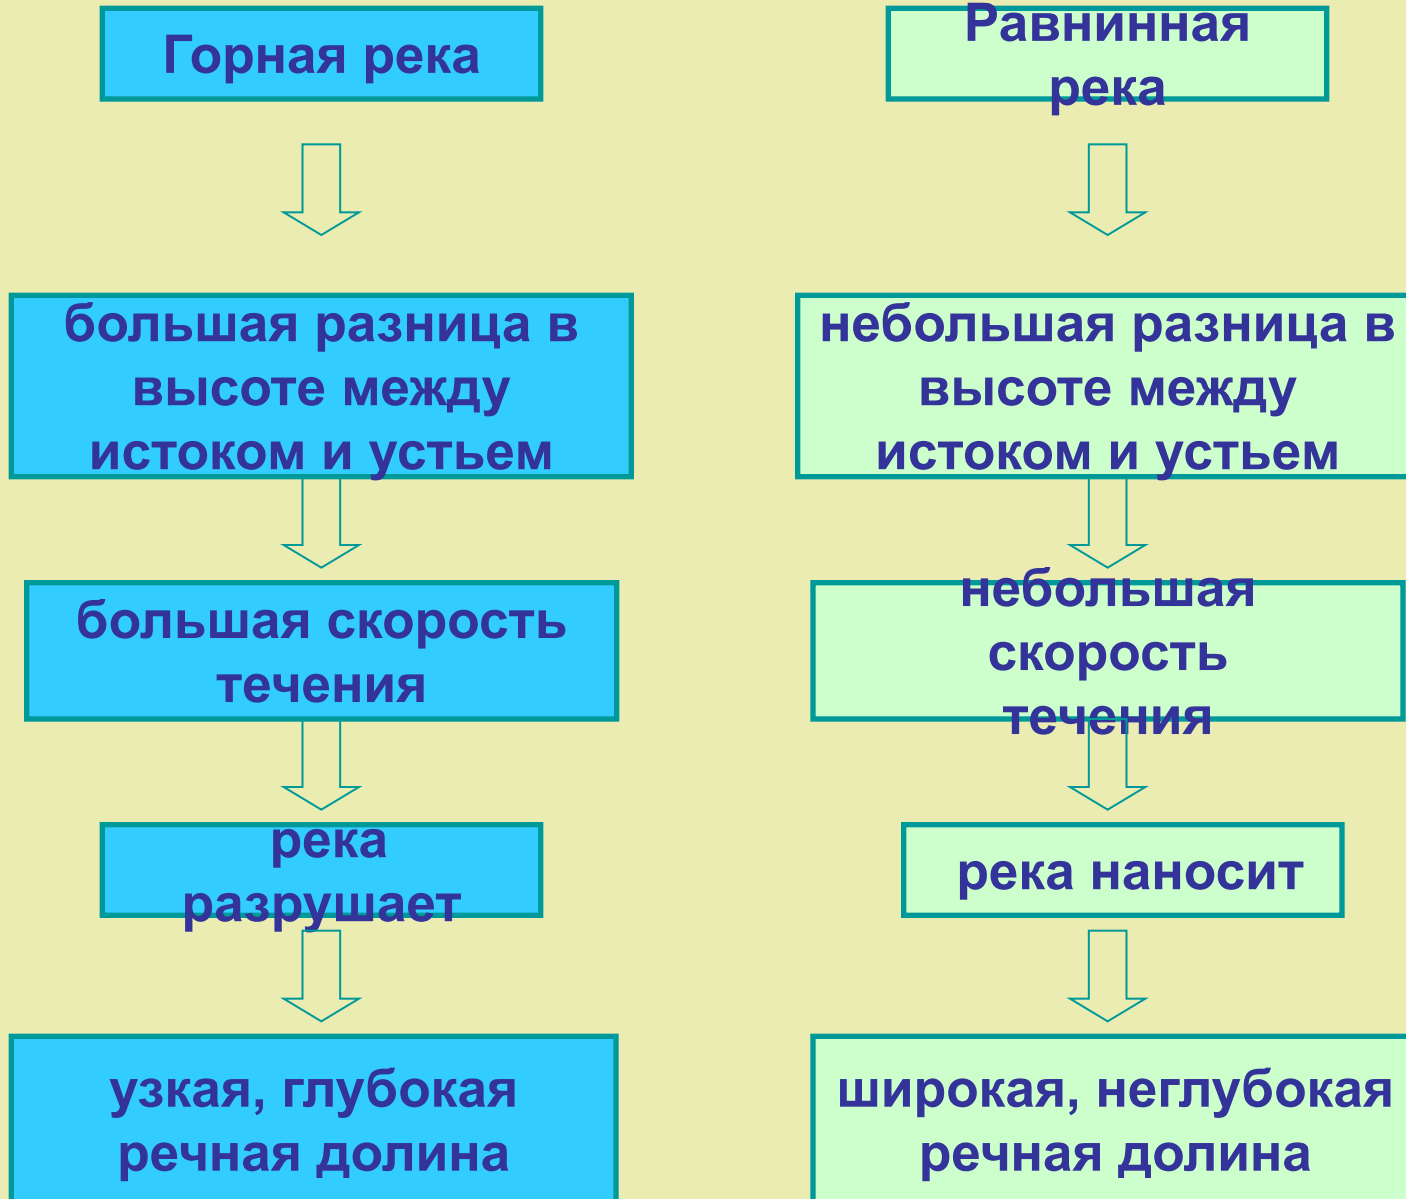 Горная река
большая разница в
высоте между
истоком и устьем
большая скорость
течения
река
разрушает
узкая, глубокая
речная долина
Равнинная
река
небольшая разница в
высоте между
истоком и устьем
небольшая
скорость
течения
река наносит
широкая, неглубокая
речная долина